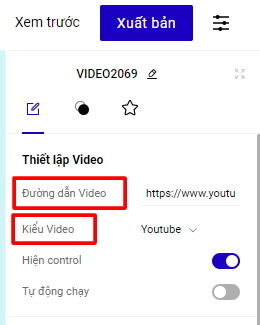 Xem trước Xuất bản
VIDEO2069
Thiết lập Video
Đường dẫn Video https://www.youtu
Kiểu Video Youtube
Hiện control
Tự động chạy